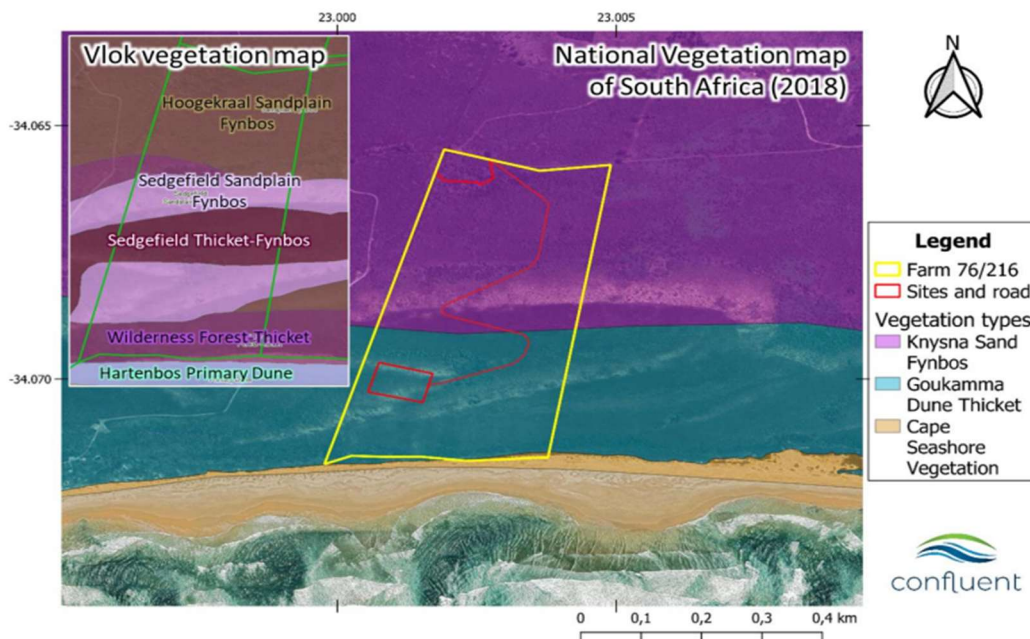 23.000
23.005
-34.065
-34.070
Vlok vegetation map
Hoogekraal Sandplain
Fynbos
Sedgefield Sandplain
Fynbos
Sedgefield Thicket-Fynbos
Wilderness Forest-Thicket
Hartenbos Primary Dune
National Vegetation map
of South Africa (2018)
N
Legend
Farm 76/216
Sites and road
Vegetation types
Knysna Sand
Fynbos
Goukamma
Dune Thicket
Cape
Seashore
Vegetation
confluent
0 0,1 0,2 0,3 0,4 km